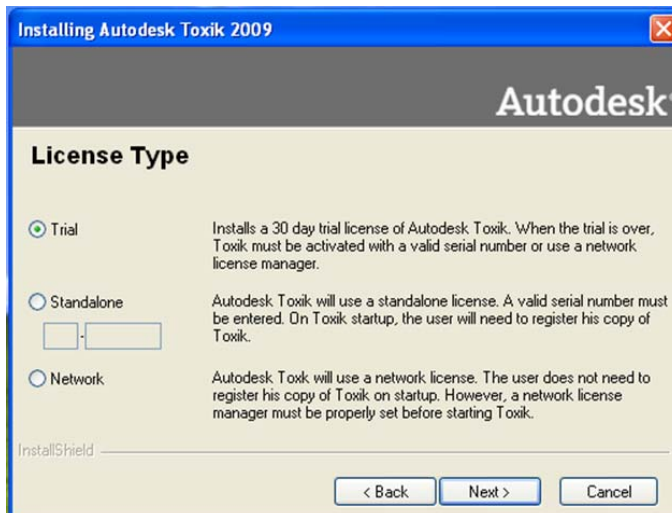 Installing Autodesk Toxik 2009
Autodesk
License Type
Trial
Installs a 30 day trial license of Autodesk Toxik. When the trial is over,
Toxik must be activated with a valid serial number or use a network
license manager.
Standalone
Autodesk Toxik will use a standalone license. A valid serial number must
be entered. On Toxik startup, the user will need to register his copy of
Toxik.
-
Network
Autodesk Toxk will use a network license. The user does not need to
register his copy of Toxik on startup. However, a network license
manager must be properly set before starting Toxik.
InstallShield
< Back
Next >
Cancel